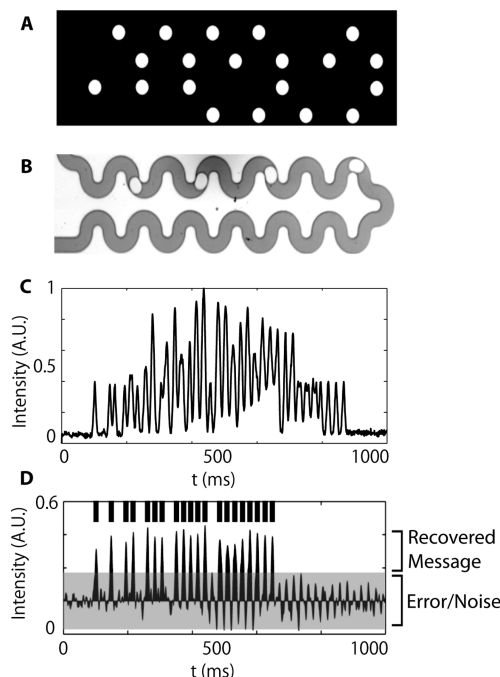 A
B
C
1
0.5
0
Intensity (A.U.)
0 500 1000
t (ms)
D
0.6
0
Intensity (A.U.)
0 500 1000
t (ms)
Recovered
Message
Error/Noise